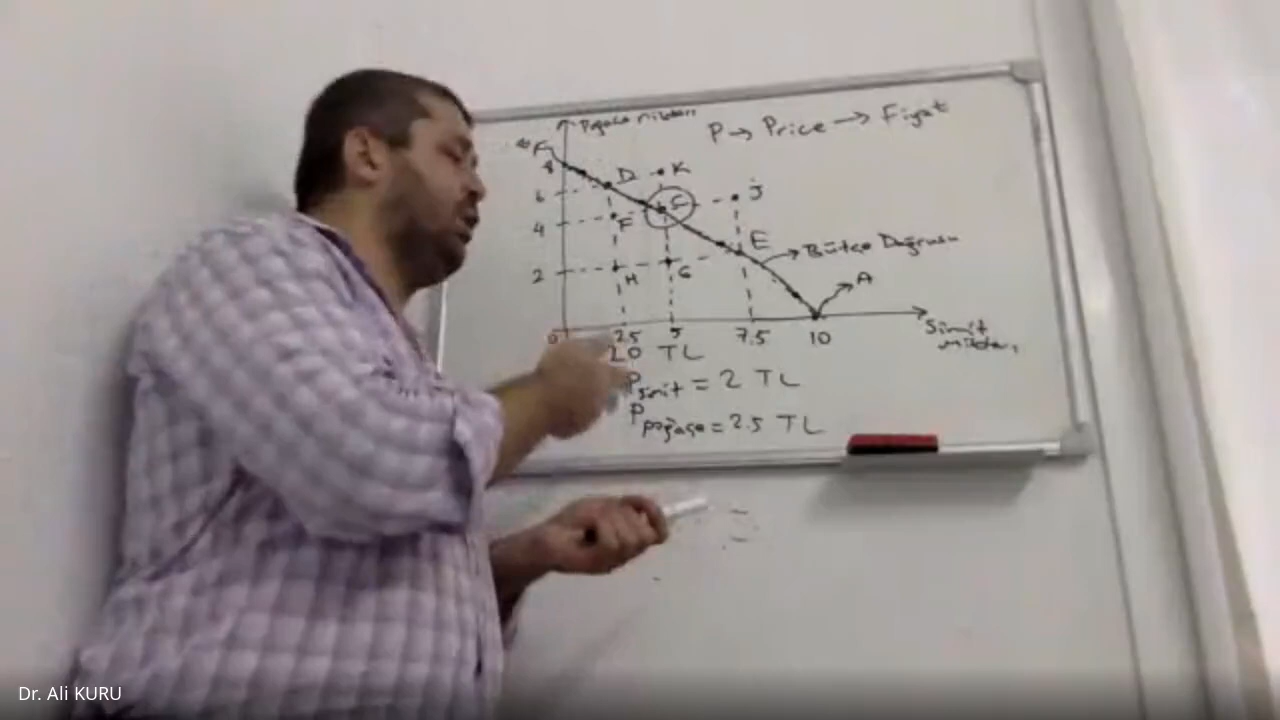 Poğaça miktarı
P → Price → Fiyat
8
D
K
6
C
J
4
F
E
Bütçe Doğrusu
2
H
G
A
0
2.5
5
7.5
10
Simit miktarı
20 TL
Psimit = 2 TL
Ppoğaça = 2.5 TL
Dr. Ali KURU